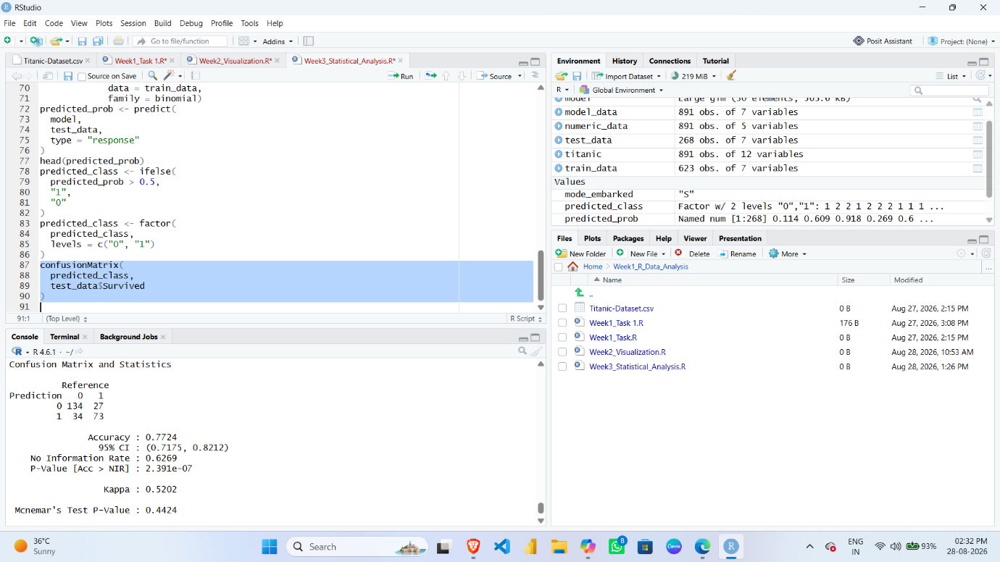 RStudio
File Edit Code View Plots Session Build Debug Profile Tools Help
Go to file/function Addins Posit Assistant Project: (None)
Titanic-Dataset.csv Week1_Task 1.R* Week2_Visualization.R* Week3_Statistical_Analysis.R*
Source on Save Run Source
70 data = train_data,
71 family = binomial)
72 predicted_prob <- predict(
73 model,
74 test_data,
75 type = "response"
76 )
77 head(predicted_prob)
78 predicted_class <- ifelse(
79 predicted_prob > 0.5,
80 "1",
81 "0"
82 )
83 predicted_class <- factor(
84 predicted_class,
85 levels = c("0", "1")
86 )
87 confusionMatrix(
88 predicted_class,
89 test_data$Survived
90 )
91
91:1 (Top Level) R Script
Console Terminal Background Jobs
R 4.6.1 · ~/
Confusion Matrix and Statistics
Reference
Prediction 0 1
0 134 27
1 34 73
Accuracy : 0.7724
95% CI : (0.7175, 0.8212)
No Information Rate : 0.6269
P-Value [Acc > NIR] : 2.391e-07
Kappa : 0.5202
Mcnemar's Test P-Value : 0.4424
Environment History Connections Tutorial
Import Dataset 219 MiB List
R Global Environment
model Large glm (30 elements, 563.6 kB)
model_data 891 obs. of 7 variables
numeric_data 891 obs. of 5 variables
test_data 268 obs. of 7 variables
titanic 891 obs. of 12 variables
train_data 623 obs. of 7 variables
Values
mode_embarked "S"
predicted_class Factor w/ 2 levels "0","1": 1 2 2 1 2 2 2 1 1 1 ...
predicted_prob Named num [1:268] 0.114 0.609 0.918 0.269 0.6 ...
Files Plots Packages Help Viewer Presentation
New Folder New File Delete Rename More
Home Week1_R_Data_Analysis ...
Name Size Modified
..
Titanic-Dataset.csv 0 B Aug 27, 2026, 2:15 PM
Week1_Task 1.R 176 B Aug 27, 2026, 3:08 PM
Week1_Task.R 0 B Aug 27, 2026, 2:15 PM
Week2_Visualization.R 0 B Aug 28, 2026, 10:53 AM
Week3_Statistical_Analysis.R 0 B Aug 28, 2026, 1:26 PM
36°C
Sunny
Search
8
ENG
IN
93%
02:32 PM
28-08-2026